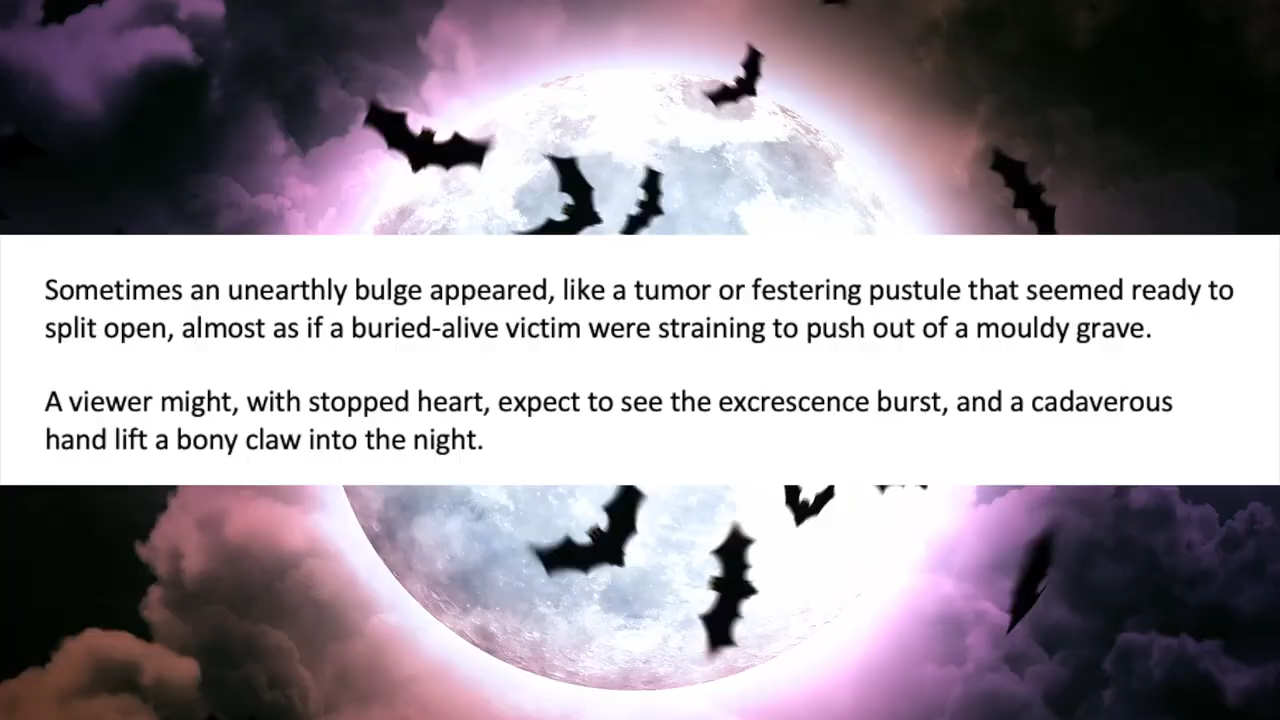 Sometimes an unearthly bulge appeared, like a tumor or festering pustule that seemed ready to
split open, almost as if a buried-alive victim were straining to push out of a mouldy grave.
A viewer might, with stopped heart, expect to see the excrescence burst, and a cadaverous
hand lift a bony claw into the night.